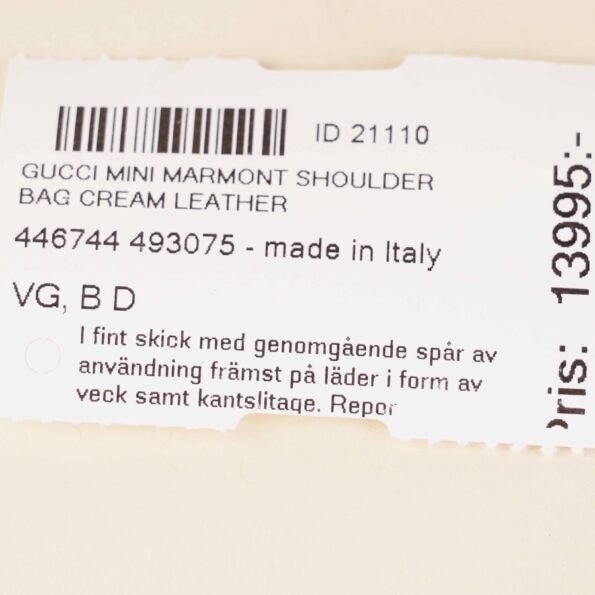 ID 21110
GUCCI MINI MARMONT SHOULDER
BAG CREAM LEATHER
446744 493075 - made in Italy
VG, B D
I fint skick med genomgående spår av
användning främst på läder i form av
veck samt kantslitage. Repor
Pris: 13995:-